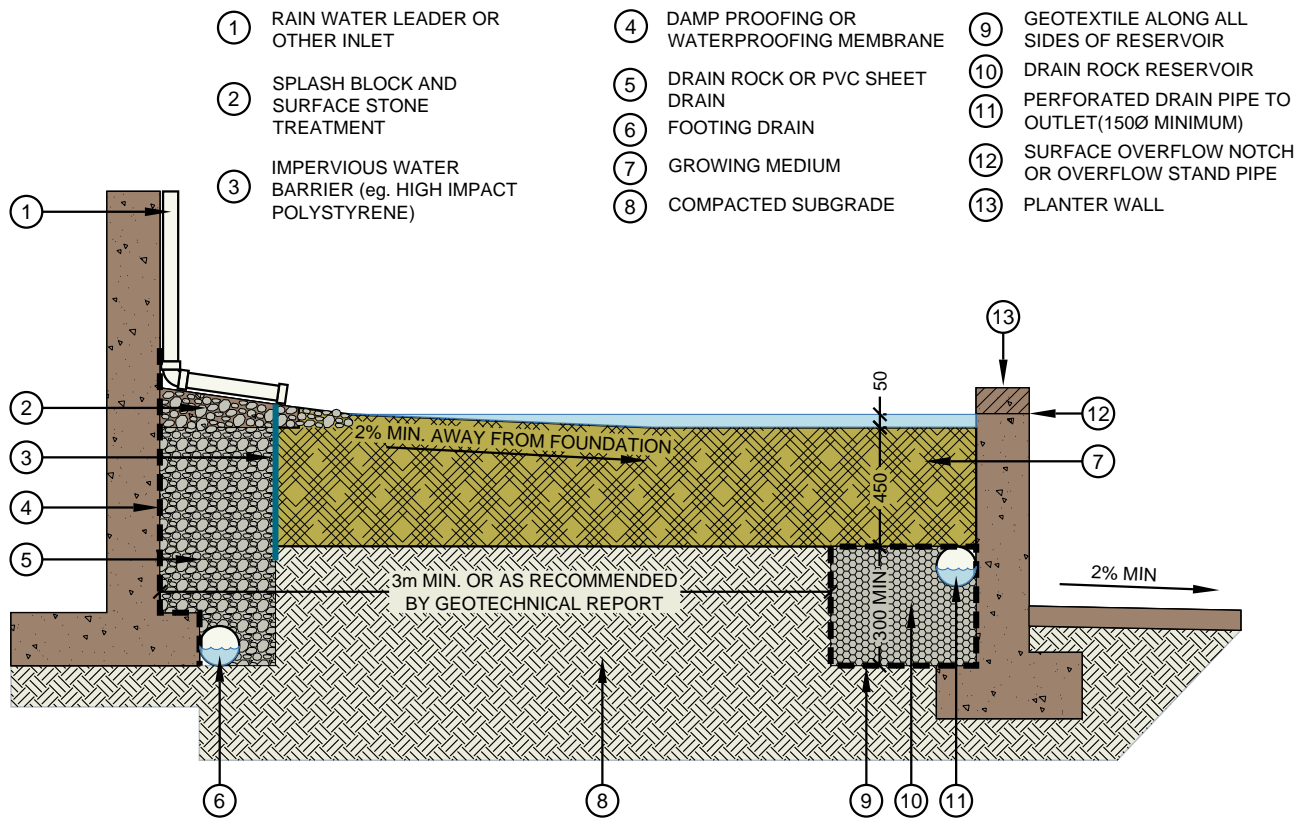 1
RAIN WATER LEADER OR
OTHER INLET
2
SPLASH BLOCK AND
SURFACE STONE
TREATMENT
3
IMPERVIOUS WATER
BARRIER (eg. HIGH IMPACT
POLYSTYRENE)
4
DAMP PROOFING OR
WATERPROOFING MEMBRANE
5
DRAIN ROCK OR PVC SHEET
DRAIN
6
FOOTING DRAIN
7
GROWING MEDIUM
8
COMPACTED SUBGRADE
9
GEOTEXTILE ALONG ALL
SIDES OF RESERVOIR
10
DRAIN ROCK RESERVOIR
11
PERFORATED DRAIN PIPE TO
OUTLET(150Ø MINIMUM)
12
SURFACE OVERFLOW NOTCH
OR OVERFLOW STAND PIPE
13
PLANTER WALL
1
13
50
2
12
2% MIN. AWAY FROM FOUNDATION
3
7
450
4
5
3m MIN. OR AS RECOMMENDED
BY GEOTECHNICAL REPORT
300 MIN
2% MIN
6
8
9
10
11